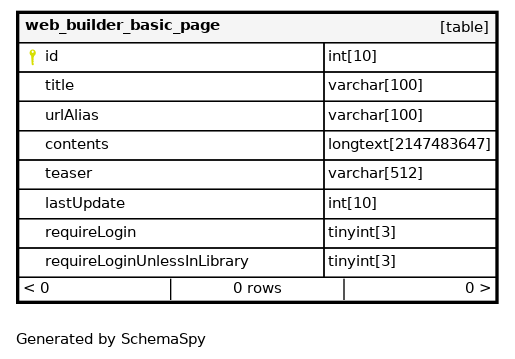 web_builder_basic_page [table]
id int[10]
title varchar[100]
urlAlias varchar[100]
contents longtext[2147483647]
teaser varchar[512]
lastUpdate int[10]
requireLogin tinyint[3]
requireLoginUnlessInLibrary tinyint[3]
< 0 0 rows 0 >
Generated by SchemaSpy